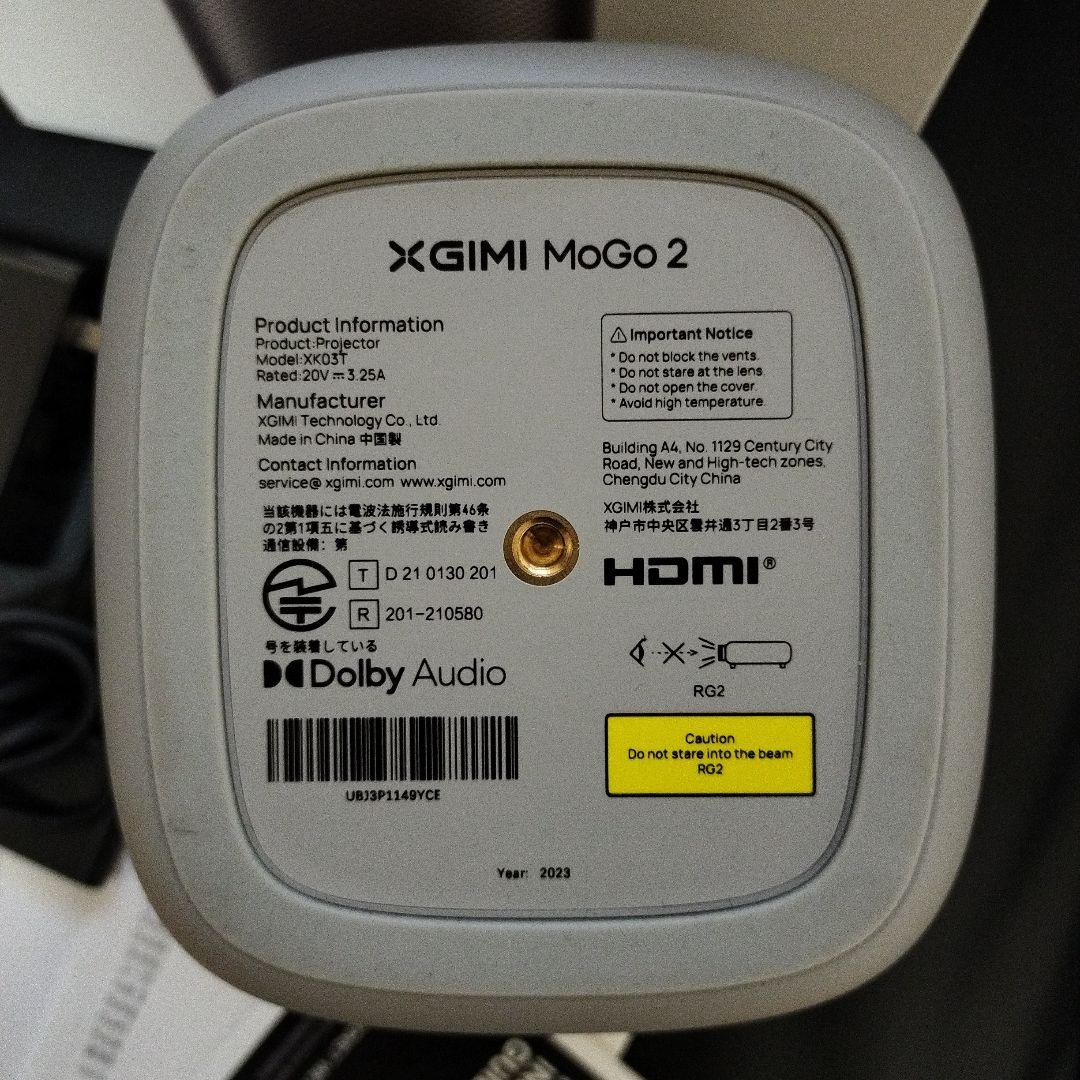 XGIMI MoGo 2
Product Information
Product:Projector
Model:XK03T
Rated:20V⎓3.25A
Manufacturer
XGIMI Technology Co., Ltd.
Made in China 中国製
Contact Information
service@xgimi.com www.xgimi.com
当該機器には電波法施行規則第46条
の2第1項五に基づく誘導式読み書き
通信設備：第
T D 21 0130 201
R 201-210580
号を装着している
Dolby Audio
UBJ3P1149YCE
⚠ Important Notice
* Do not block the vents.
* Do not stare at the lens.
* Do not open the cover.
* Avoid high temperature.
Building A4, No. 1129 Century City
Road, New and High-tech zones,
Chengdu City China
XGIMI株式会社
神戸市中央区雲井通3丁目2番3号
HDMI®
RG2
Caution
Do not stare into the beam
RG2
Year: 2023